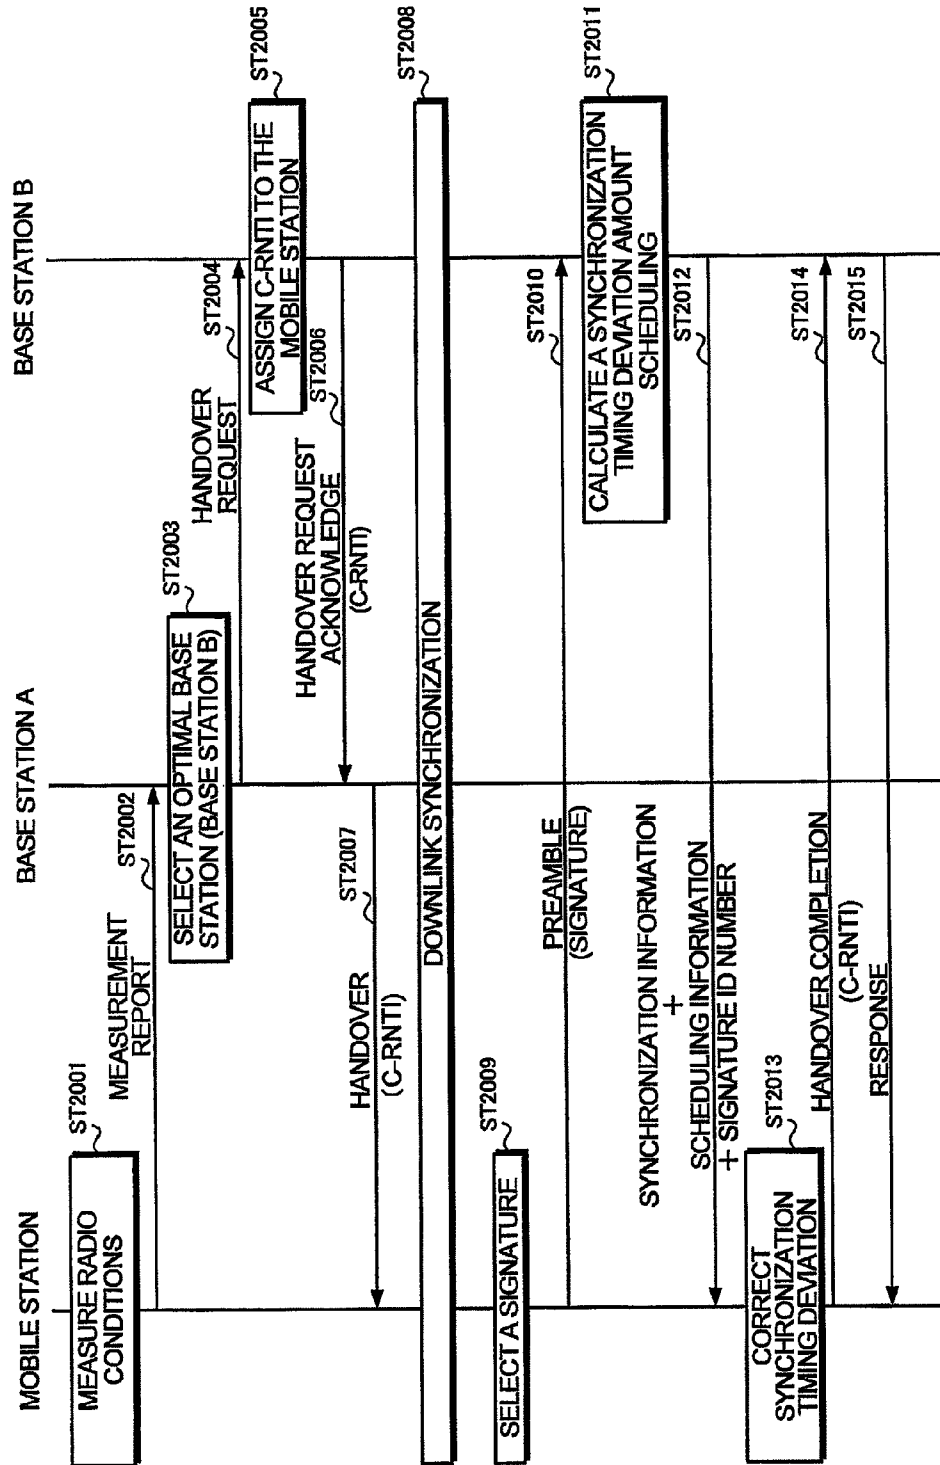 MOBILE STATION
BASE STATION A
BASE STATION B
MEASURE RADIO
CONDITIONS
ST2001
MEASUREMENT
REPORT
ST2002
SELECT AN OPTIMAL BASE
STATION (BASE STATION B)
ST2003
HANDOVER
REQUEST
ST2004
ASSIGN C-RNTI TO THE
MOBILE STATION
ST2005
HANDOVER REQUEST
ACKNOWLEDGE
(C-RNTI)
ST2006
HANDOVER
(C-RNTI)
ST2007
DOWNLINK SYNCHRONIZATION
ST2008
SELECT A SIGNATURE
ST2009
PREAMBLE
(SIGNATURE)
ST2010
CALCULATE A SYNCHRONIZATION
TIMING DEVIATION AMOUNT
SCHEDULING
ST2011
SYNCHRONIZATION INFORMATION
+
SCHEDULING INFORMATION
+ SIGNATURE ID NUMBER
ST2012
CORRECT
SYNCHRONIZATION
TIMING DEVIATION
ST2013
HANDOVER COMPLETION
(C-RNTI)
ST2014
RESPONSE
ST2015